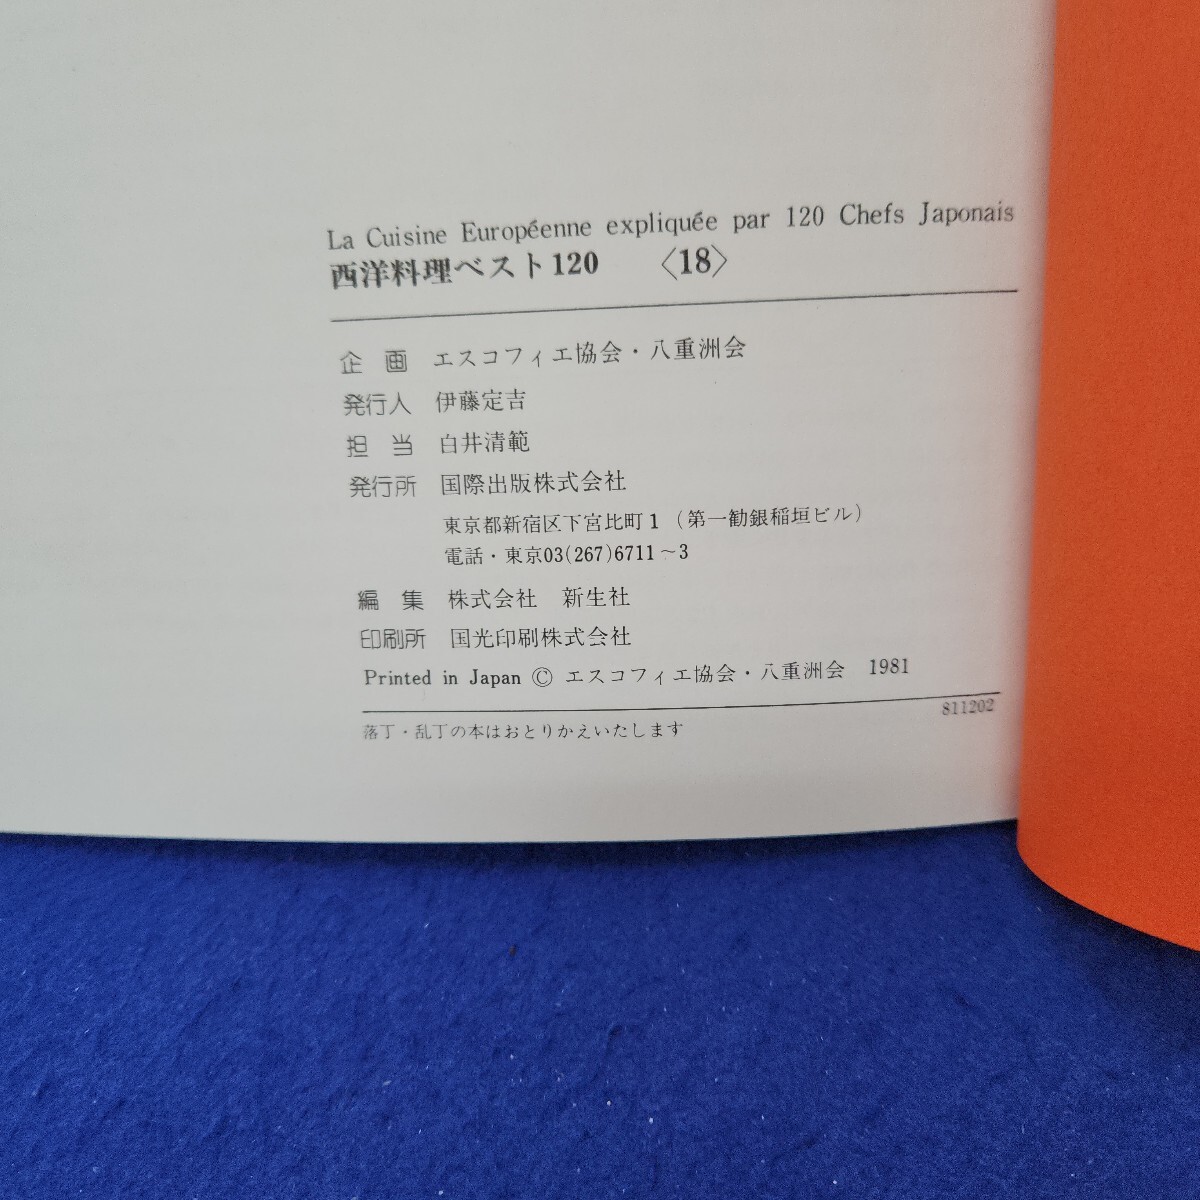 La Cuisine Européenne expliquée par 120 Chefs Japonais
西洋料理ベスト120 〈18〉
企画 エスコフィエ協会・八重洲会
発行人 伊藤定吉
担当 白井清範
発行所 国際出版株式会社
東京都新宿区下宮比町1 (第一勧銀稲垣ビル)
電話・東京03(267)6711~3
編集 株式会社 新生社
印刷所 国光印刷株式会社
Printed in Japan © エスコフィエ協会・八重洲会 1981
811202
落丁・乱丁の本はおとりかえいたします